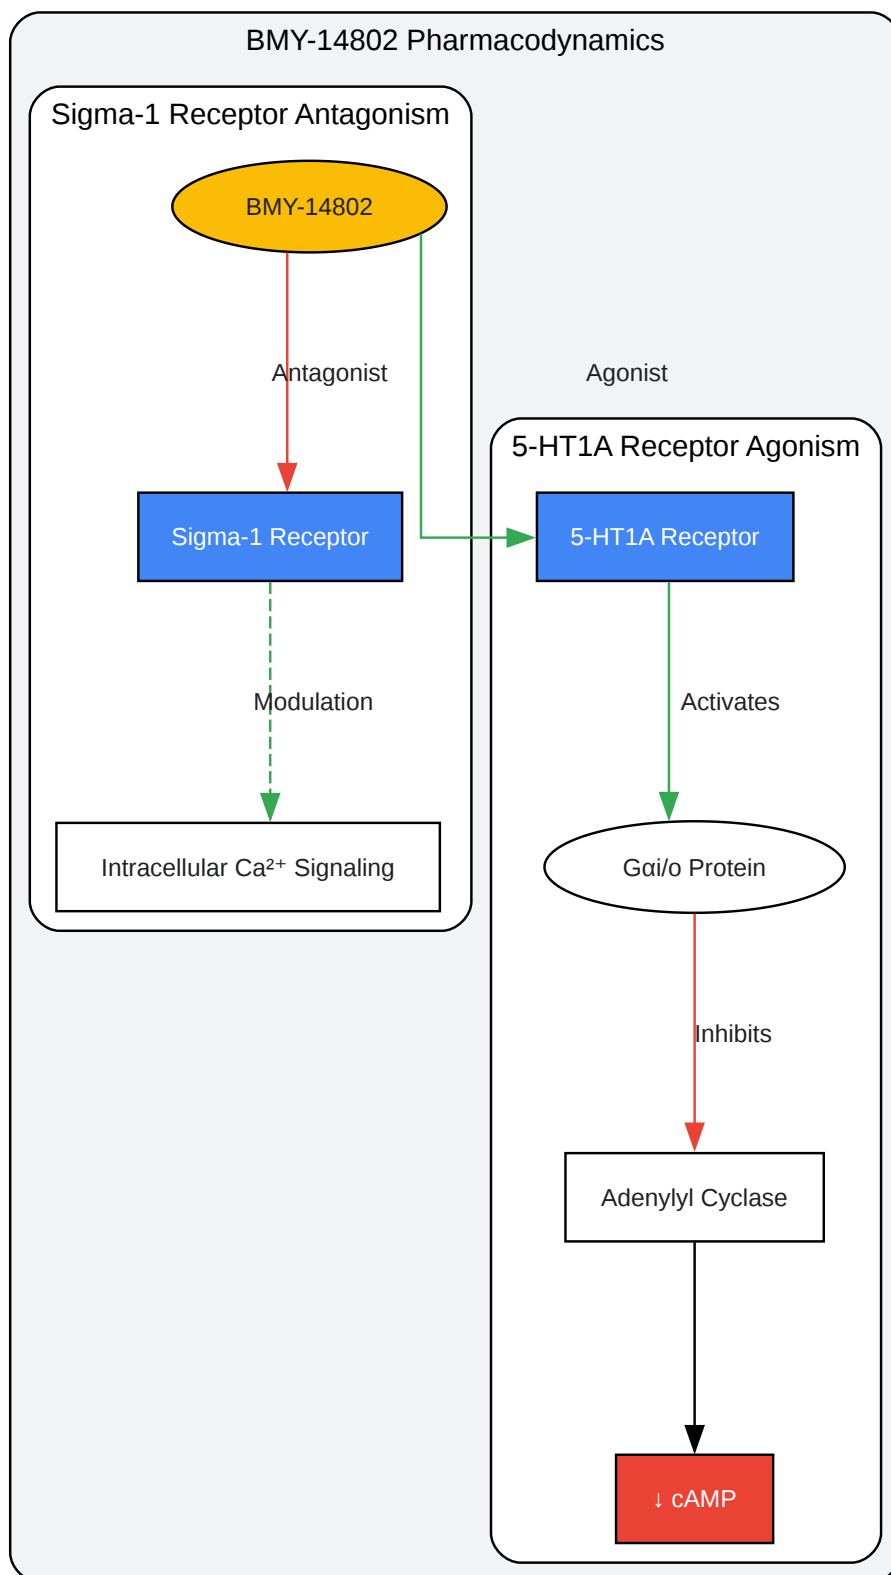 BMY-14802 Pharmacodynamics
Sigma-1 Receptor Antagonism
BMY-14802
Antagonist
Agonist
5-HT1A Receptor Agonism
Sigma-1 Receptor
5-HT1A Receptor
Modulation
Activates
Intracellular Ca²⁺ Signaling
Gαi/o Protein
Inhibits
Adenylyl Cyclase
↓ cAMP